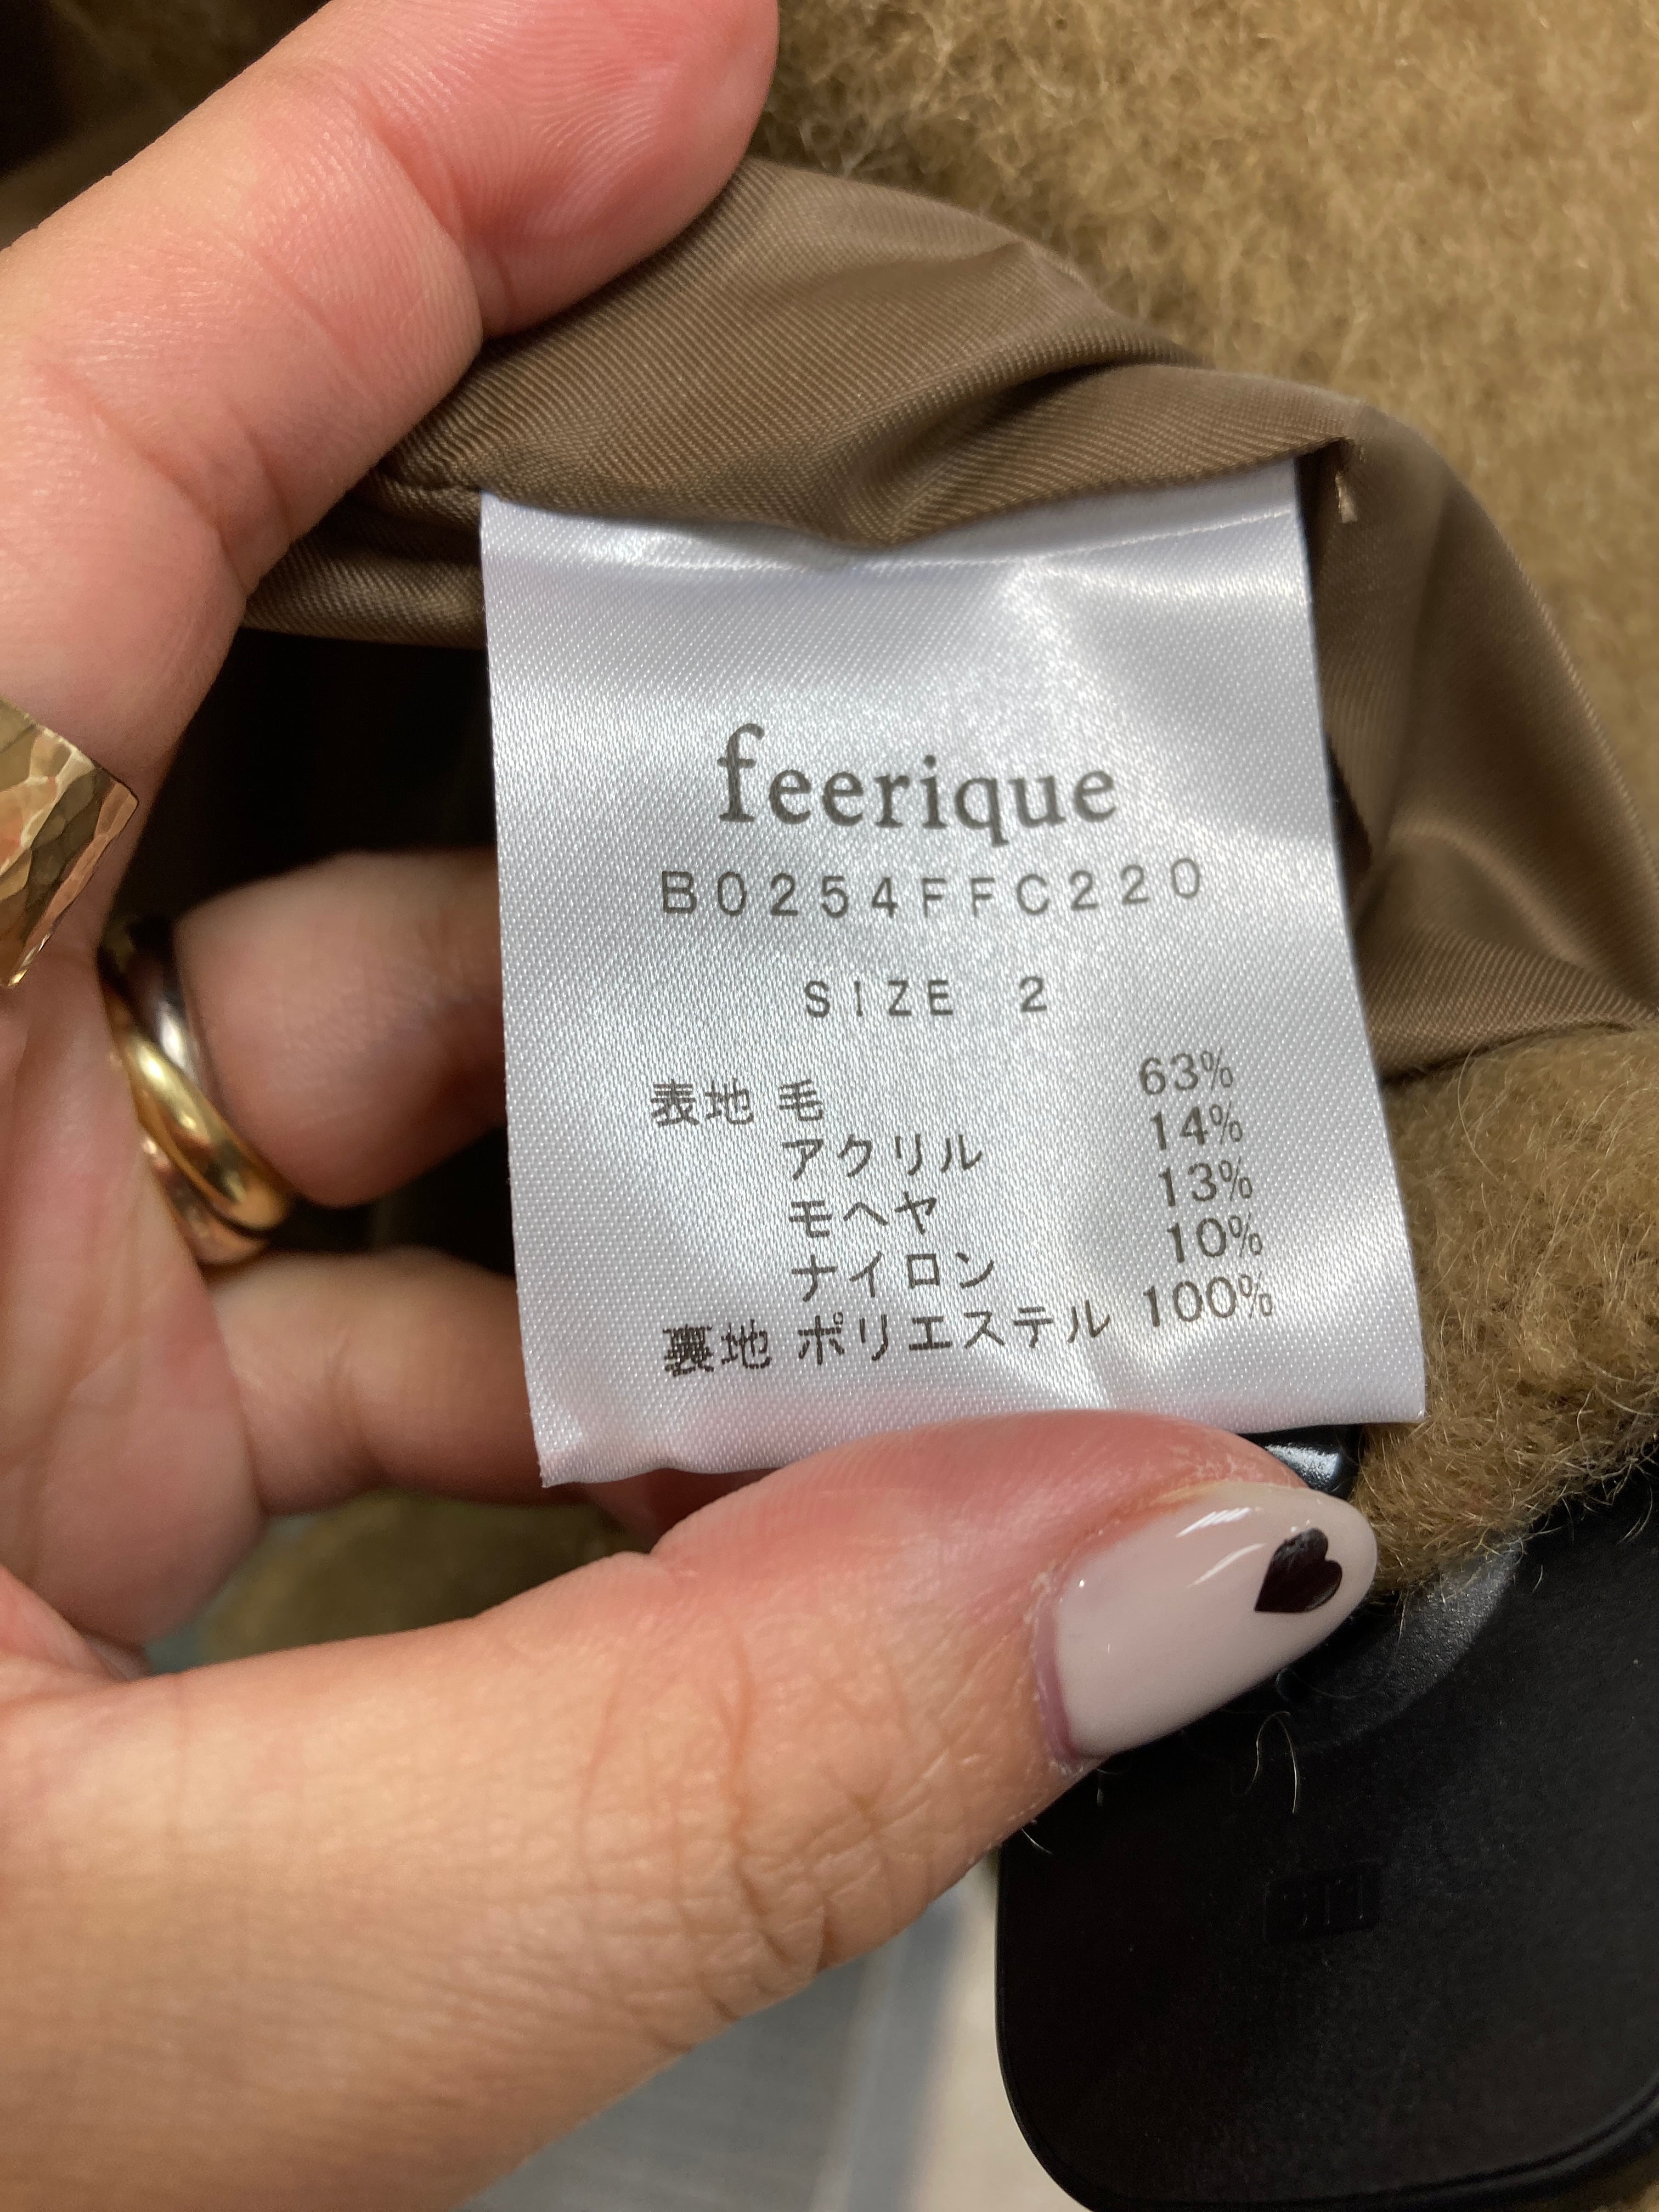 feerique
B0254FFC220
SIZE 2
表地 毛 63%
アクリル 14%
モヘヤ 13%
ナイロン 10%
裏地 ポリエステル 100%